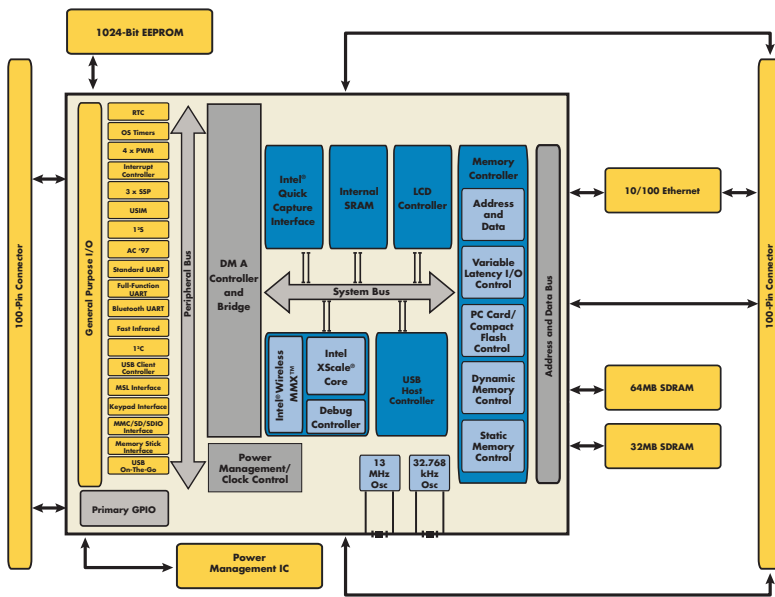 1024-Bit EEPROM
100-Pin Connector
General Purpose I/O
RTC
OS Timers
4 x PWM
Interrupt
Controller
3 x SSP
USIM
I²S
AC '97
Standard UART
Full-Function
UART
Bluetooth UART
Fast Infrared
I²C
USB Client
Controller
MSL Interface
Keypad Interface
MMC/SD/SDIO
Interface
Memory Stick
Interface
USB
On-The-Go
Primary GPIO
Peripheral Bus
DM A
Controller
and
Bridge
Power
Management/
Clock Control
Intel®
Quick
Capture
Interface
Internal
SRAM
LCD
Controller
System Bus
Intel® Wireless
MMX™
Intel
XScale®
Core
Debug
Controller
USB
Host
Controller
13
MHz
Osc
32.768
kHz
Osc
Memory
Controller
Address
and
Data
Variable
Latency I/O
Control
PC Card/
Compact
Flash
Control
Dynamic
Memory
Control
Static
Memory
Control
Address and Data Bus
10/100 Ethernet
64MB SDRAM
32MB SDRAM
100-Pin Connector
Power
Management IC